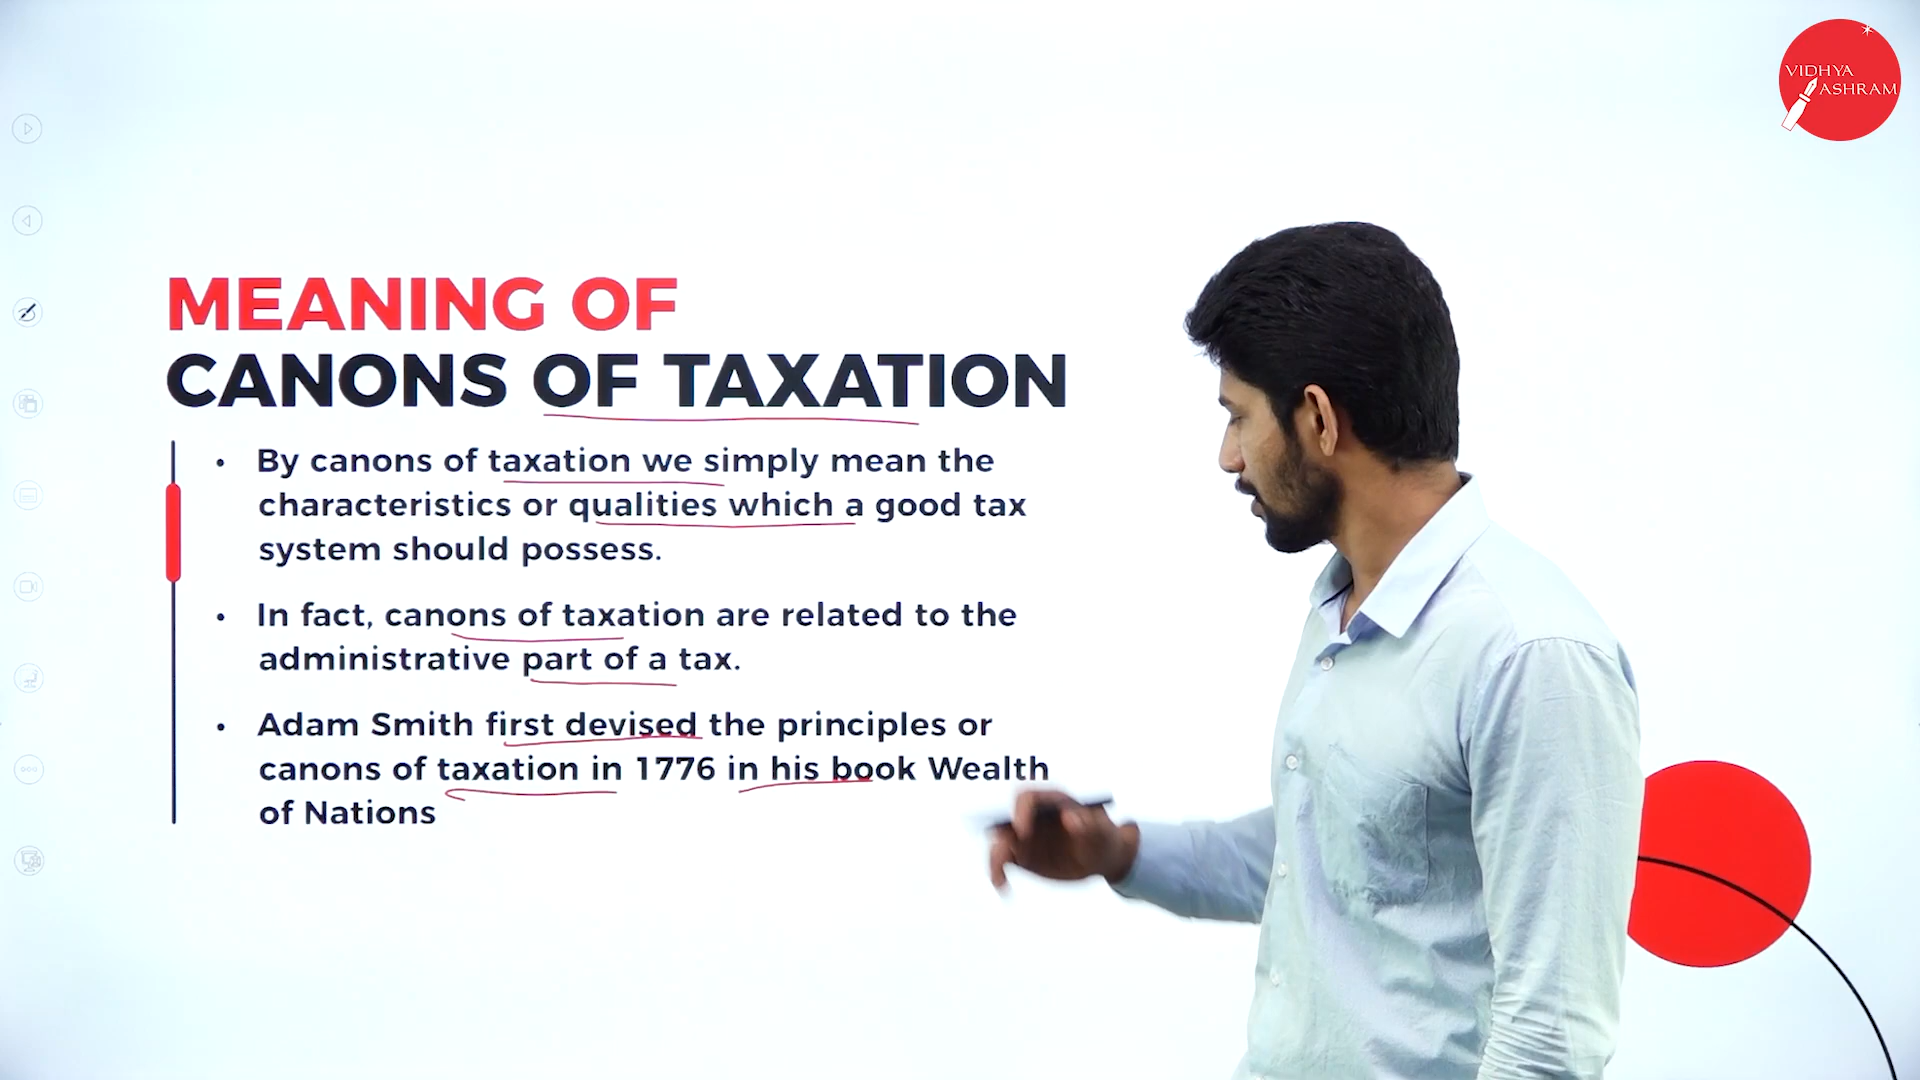 VIDHYA
ASHRAM
MEANING OF
CANONS OF TAXATION
• By canons of taxation we simply mean the
characteristics or qualities which a good tax
system should possess.
• In fact, canons of taxation are related to the
administrative part of a tax.
• Adam Smith first devised the principles or
canons of taxation in 1776 in his book Wealth
of Nations